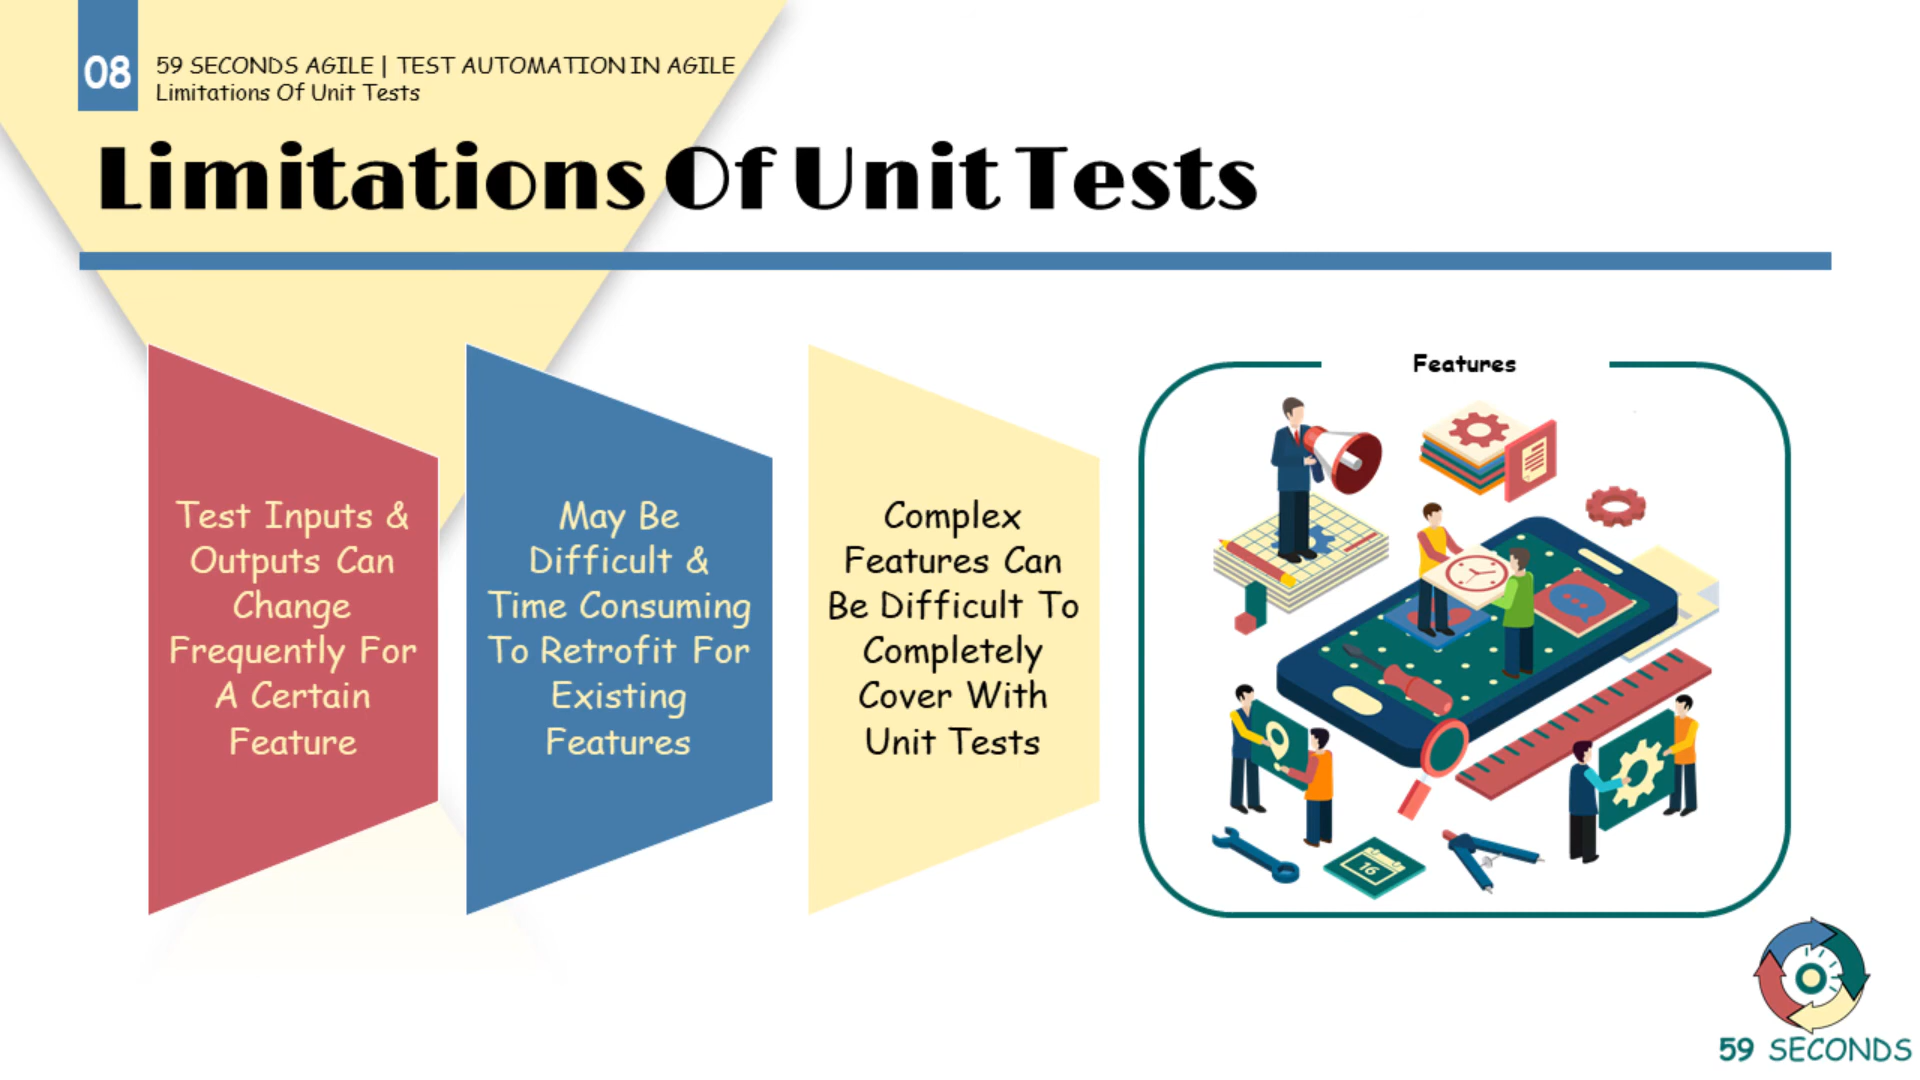 08
59 SECONDS AGILE | TEST AUTOMATION IN AGILE
Limitations Of Unit Tests
Limitations Of Unit Tests
Test Inputs &
Outputs Can
Change
Frequently For
A Certain
Feature
May Be
Difficult &
Time Consuming
To Retrofit For
Existing
Features
Complex
Features Can
Be Difficult To
Completely
Cover With
Unit Tests
Features
16
59 SECONDS